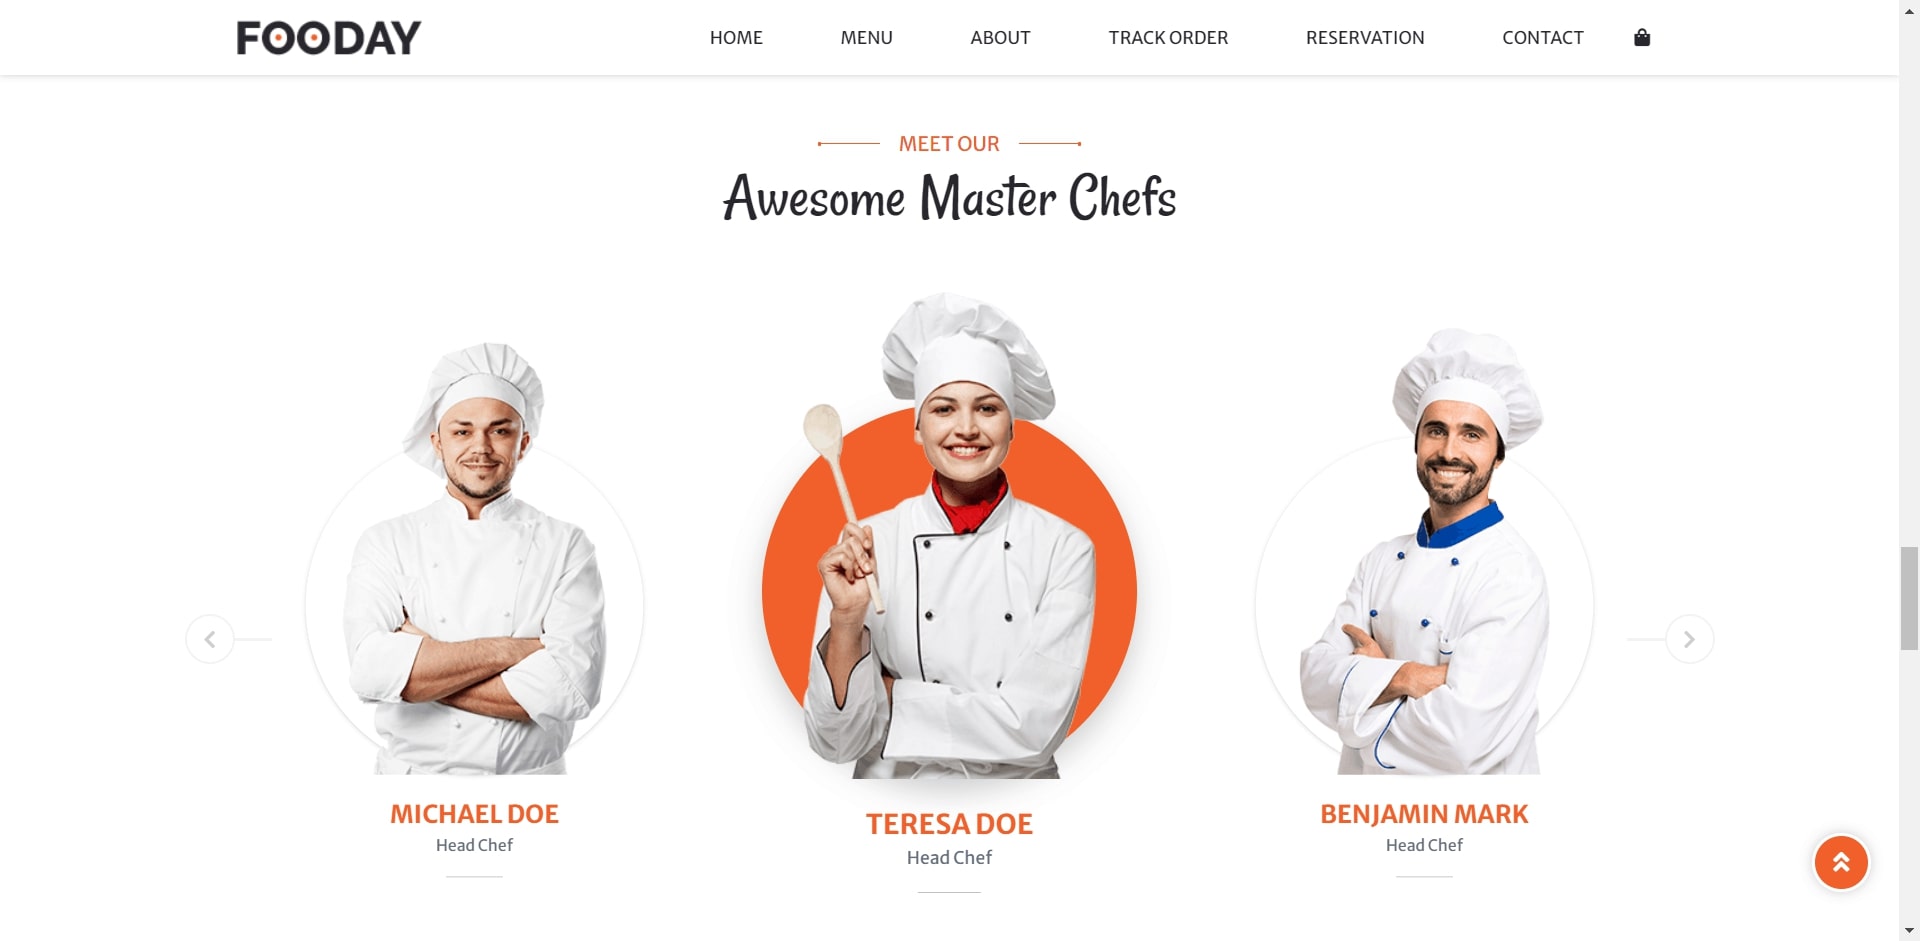 FOODAY
HOME
MENU
ABOUT
TRACK ORDER
RESERVATION
CONTACT
MEET OUR
Awesome Master Chefs
MICHAEL DOE
Head Chef
TERESA DOE
Head Chef
BENJAMIN MARK
Head Chef